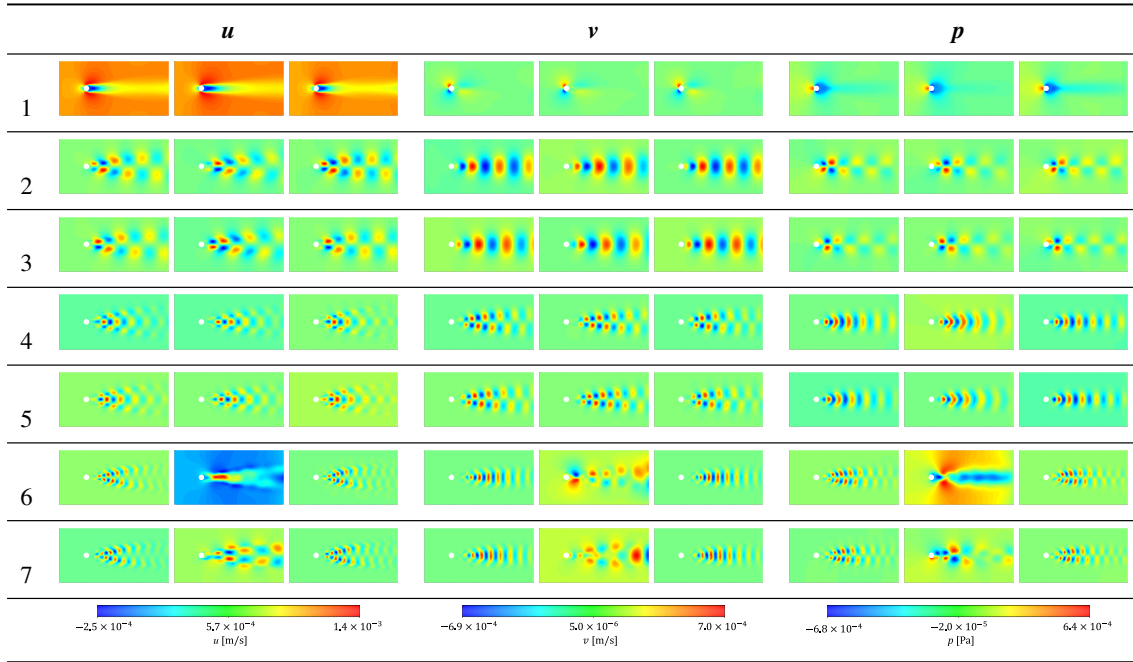 u v p
1
2
3
4
5
6
7
−2.5 × 10⁻⁴ 5.7 × 10⁻⁴ 1.4 × 10⁻³
u [m/s]
−6.9 × 10⁻⁴ 5.0 × 10⁻⁶ 7.0 × 10⁻⁴
v [m/s]
−6.8 × 10⁻⁴ −2.0 × 10⁻⁵ 6.4 × 10⁻⁴
p [Pa]